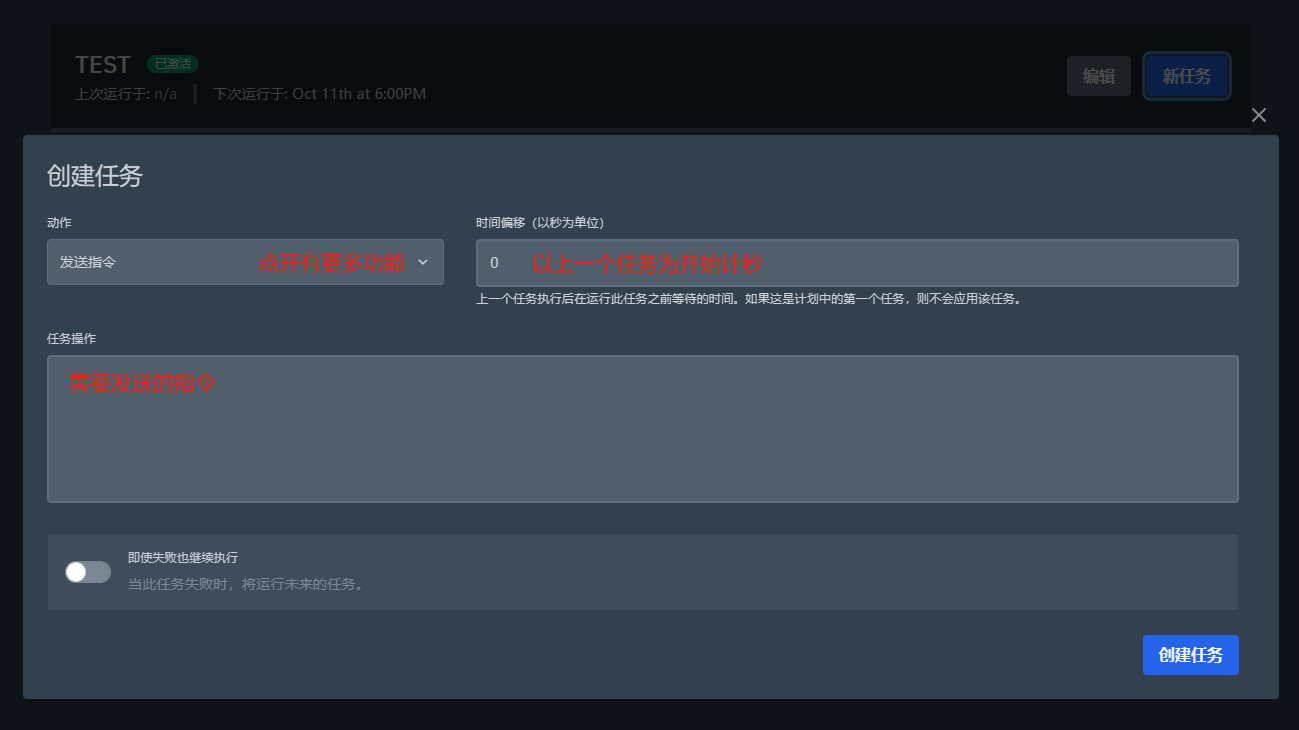 TEST 已激活
上次运行于: n/a 下次运行于: Oct 11th at 6:00PM
编辑 新任务
创建任务
动作
发送指令 点开有更多功能
时间偏移（以秒为单位）
0 以上一个任务为开始计秒
上一个任务执行后在运行此任务之前等待的时间。如果这是计划中的第一个任务，则不会应用该任务。
任务操作
需要发送的指令
即使失败也继续执行
当此任务失败时，将运行未来的任务。
创建任务